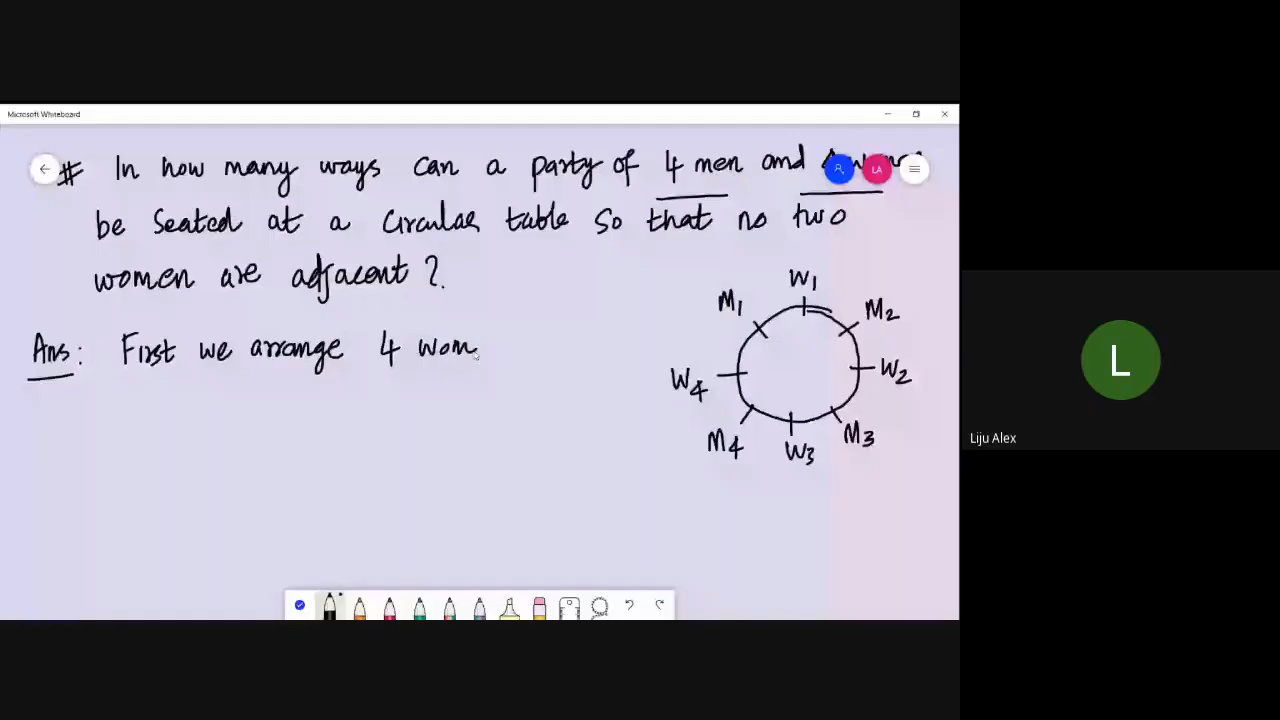 Microsoft Whiteboard
# In how many ways can a party of 4 men and
be seated at a circular table so that no two
women are adjacent?
Ans: First we arrange 4 wom
W1
M1
M2
W4
W2
M4
M3
W3
LA
L
Liju Alex